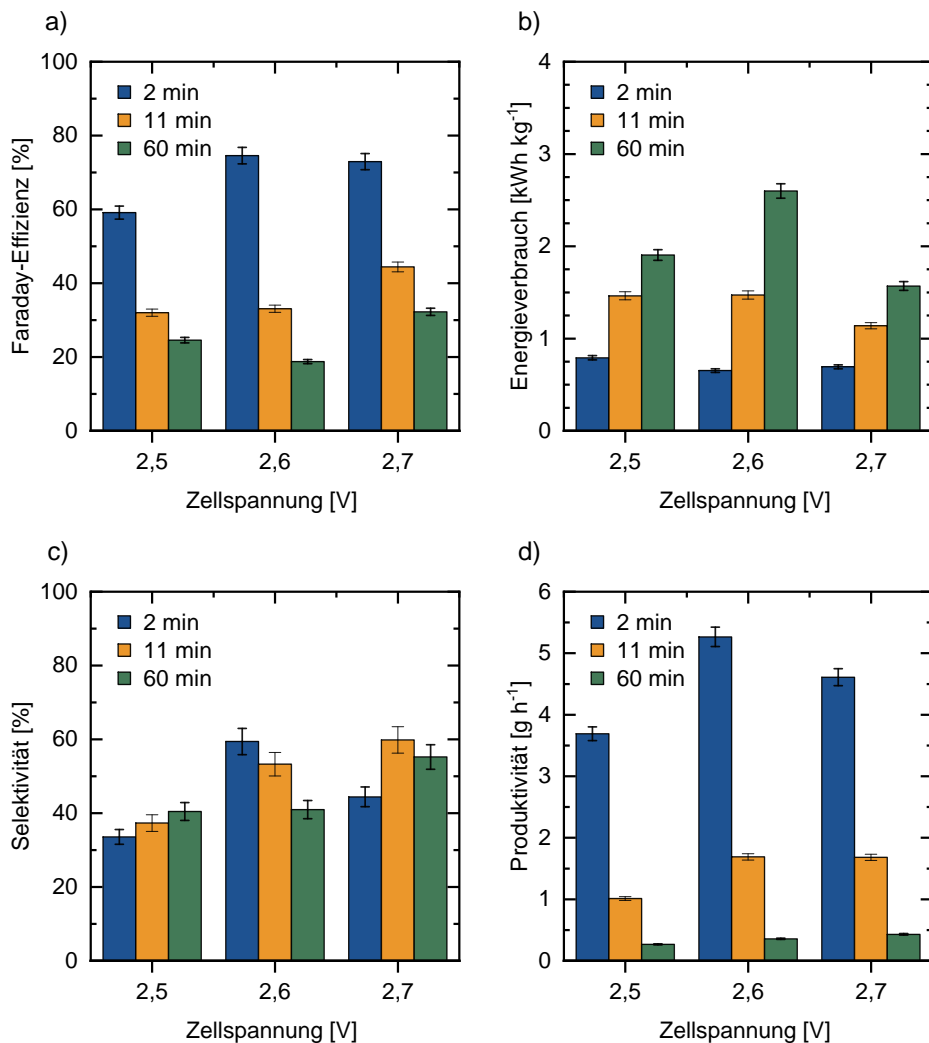 a)
Faraday-Effizienz [%]
100
80
60
40
20
0
2 min
11 min
60 min
2,5
2,6
2,7
Zellspannung [V]
b)
Energieverbrauch [kWh kg⁻¹]
4
3
2
1
0
2 min
11 min
60 min
2,5
2,6
2,7
Zellspannung [V]
c)
Selektivität [%]
100
80
60
40
20
0
2 min
11 min
60 min
2,5
2,6
2,7
Zellspannung [V]
d)
Produktivität [g h⁻¹]
6
5
4
3
2
1
0
2 min
11 min
60 min
2,5
2,6
2,7
Zellspannung [V]